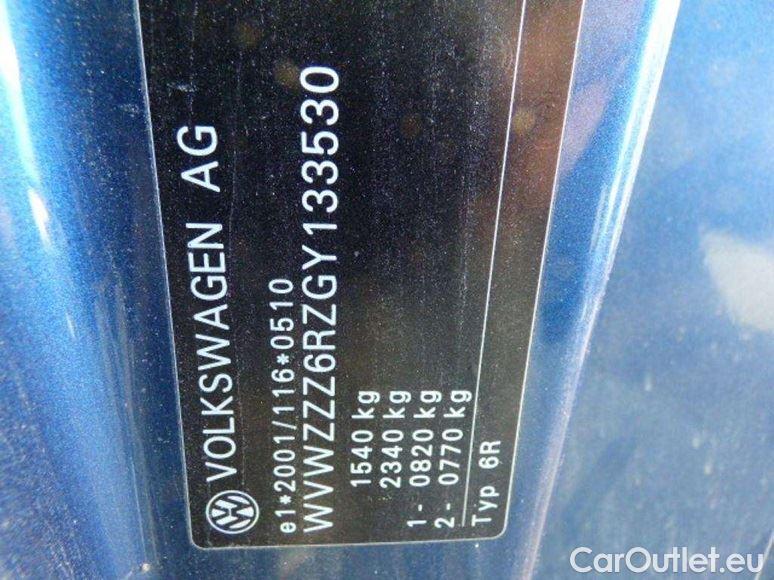 VOLKSWAGEN AG
e1*2001/116*0510
WVWZZZ6RZGY133530
1540 kg
2340 kg
1- 0820 kg
2- 0770 kg
Typ 6R
CarOutlet.eu